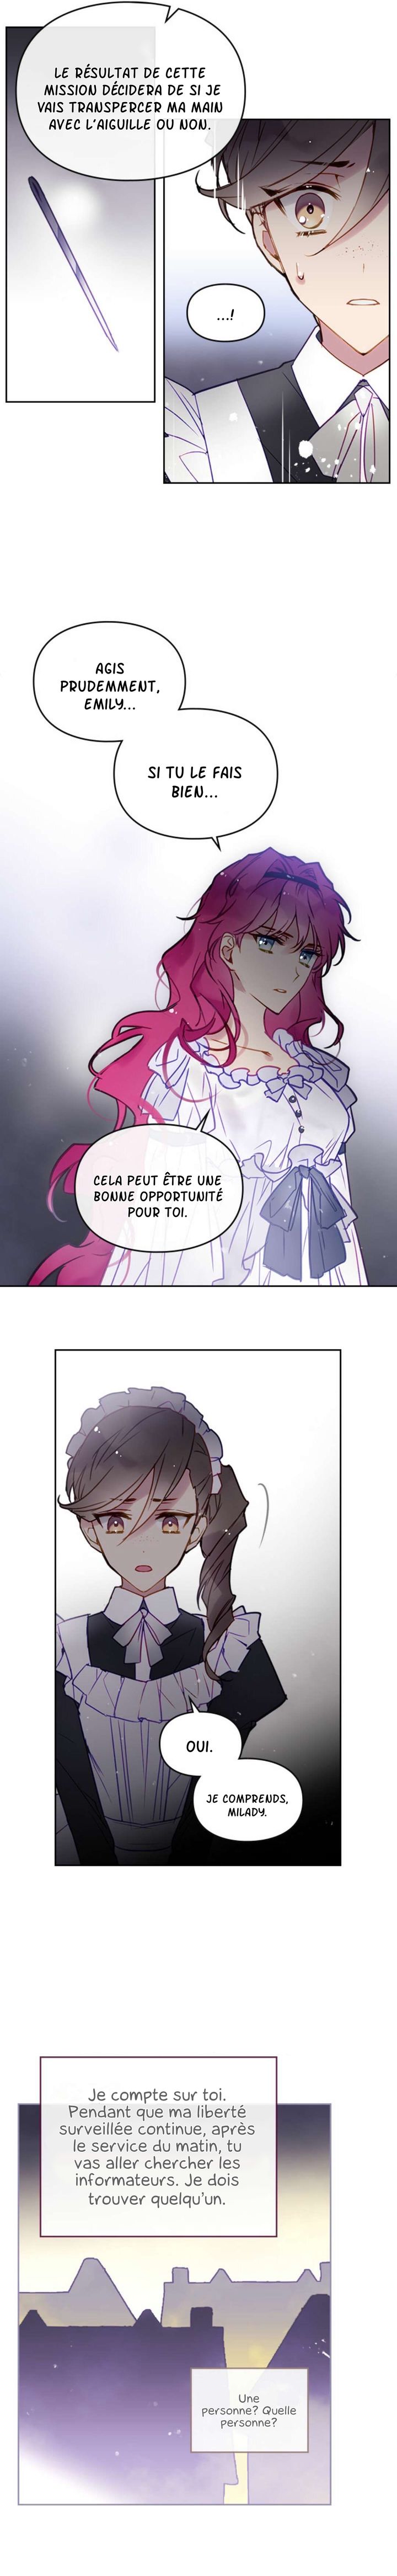 LE RÉSULTAT DE CETTE
MISSION DÉCIDERA DE SI JE
VAIS TRANSPERCER MA MAIN
AVEC L'AIGUILLE OU NON.
...!
AGIS
PRUDEMMENT,
EMILY...
SI TU LE FAIS
BIEN...
CELA PEUT ÊTRE UNE
BONNE OPPORTUNITÉ
POUR TOI.
OUI.
JE COMPRENDS,
MILADY.
Je compte sur toi.
Pendant que ma liberté
surveillée continue, après
le service du matin, tu
vas aller chercher les
informateurs. Je dois
trouver quelqu'un.
Une
personne? Quelle
personne?